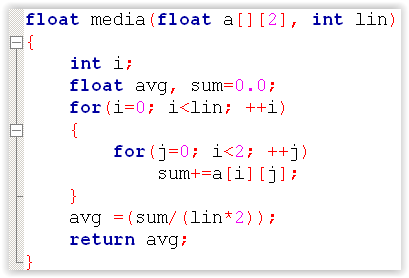 float media(float a[][2], int lin)
{
int i;
float avg, sum=0.0;
for(i=0; i<lin; ++i)
{
for(j=0; i<2; ++j)
sum+=a[i][j];
}
avg =(sum/(lin*2));
return avg;
}